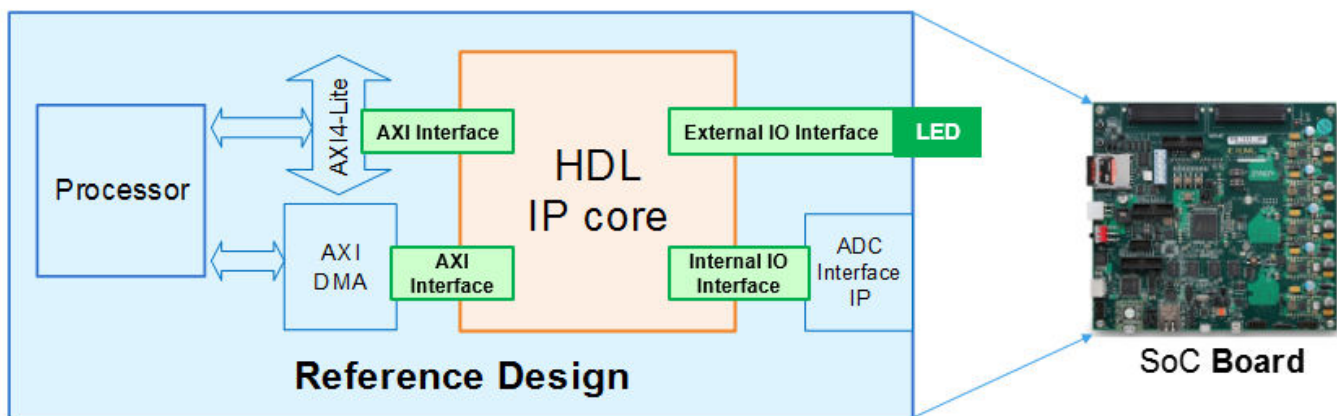 Processor
AXI4-Lite
AXI Interface
HDL
IP core
External IO Interface
LED
AXI
DMA
AXI
Interface
Internal IO
Interface
ADC
Interface
IP
Reference Design
SoC Board